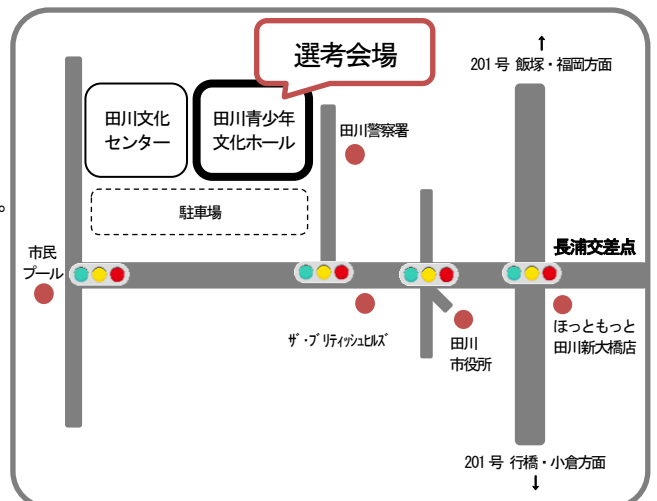 選考会場
↑
201号 飯塚・福岡方面
田川文化
センター
田川青少年
文化ホール
田川警察署
駐車場
。
市民
プール
長浦交差点
ザ・ブリティッシュヒルズ
田川
市役所
ほっともっと
田川新大橋店
201号 行橋・小倉方面
↓